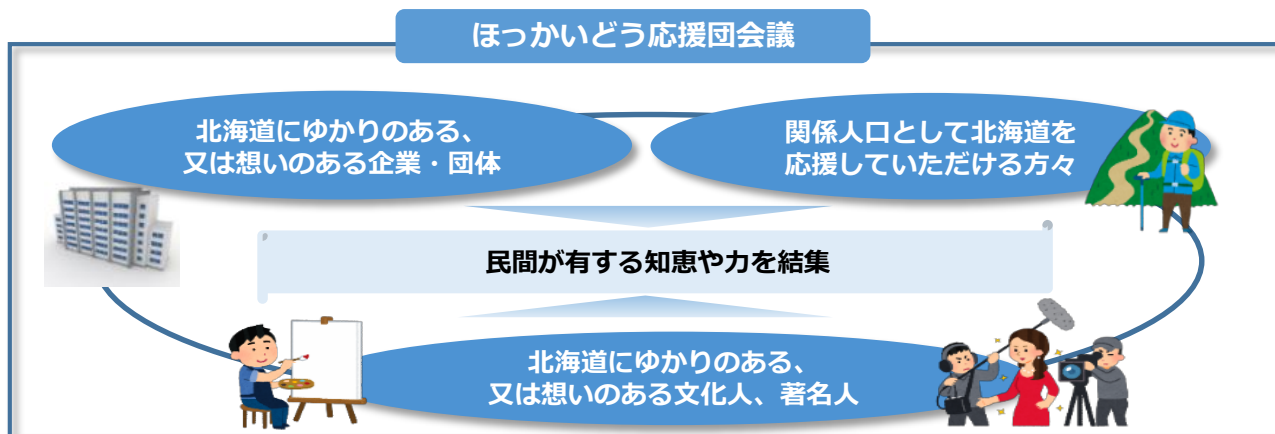 ほっかいどう応援団会議
北海道にゆかりのある、
又は想いのある企業・団体
関係人口として北海道を
応援していただける方々
民間が有する知恵や力を結集
北海道にゆかりのある、
又は想いのある文化人、著名人